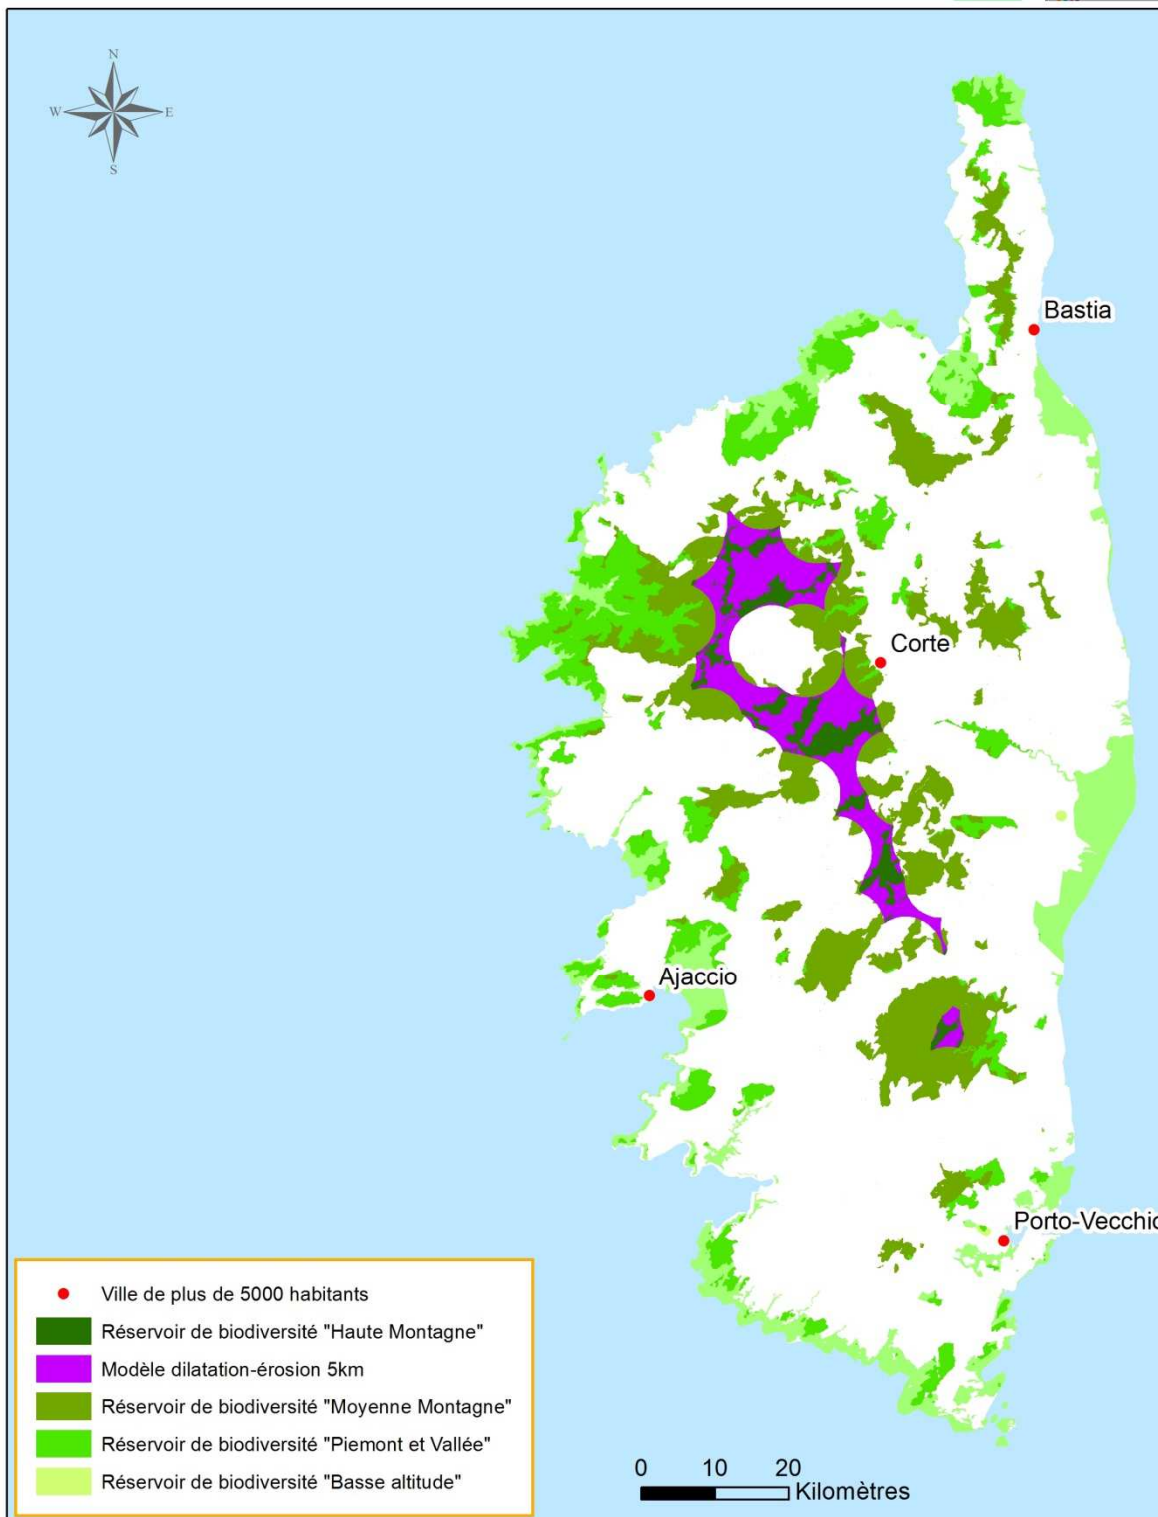 N
W E
S
Bastia
Corte
Ajaccio
Porto-Vecchio
Ville de plus de 5000 habitants
Réservoir de biodiversité "Haute Montagne"
Modèle dilatation-érosion 5km
Réservoir de biodiversité "Moyenne Montagne"
Réservoir de biodiversité "Piemont et Vallée"
Réservoir de biodiversité "Basse altitude"
0 10 20
Kilomètres